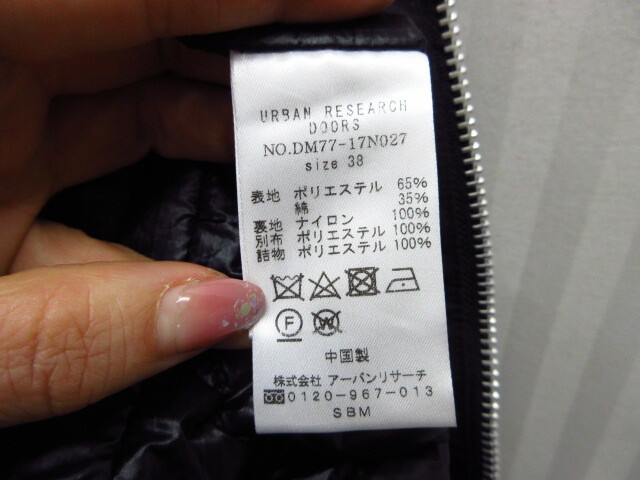 URBAN RESEARCH
DOORS
NO.DM77-17N027
size 38
表地 ポリエステル 65%
綿 35%
裏地 ナイロン 100%
別布 ポリエステル 100%
詰物 ポリエステル 100%
F
W
中国製
株式会社 アーバンリサーチ
0120-967-013
SBM